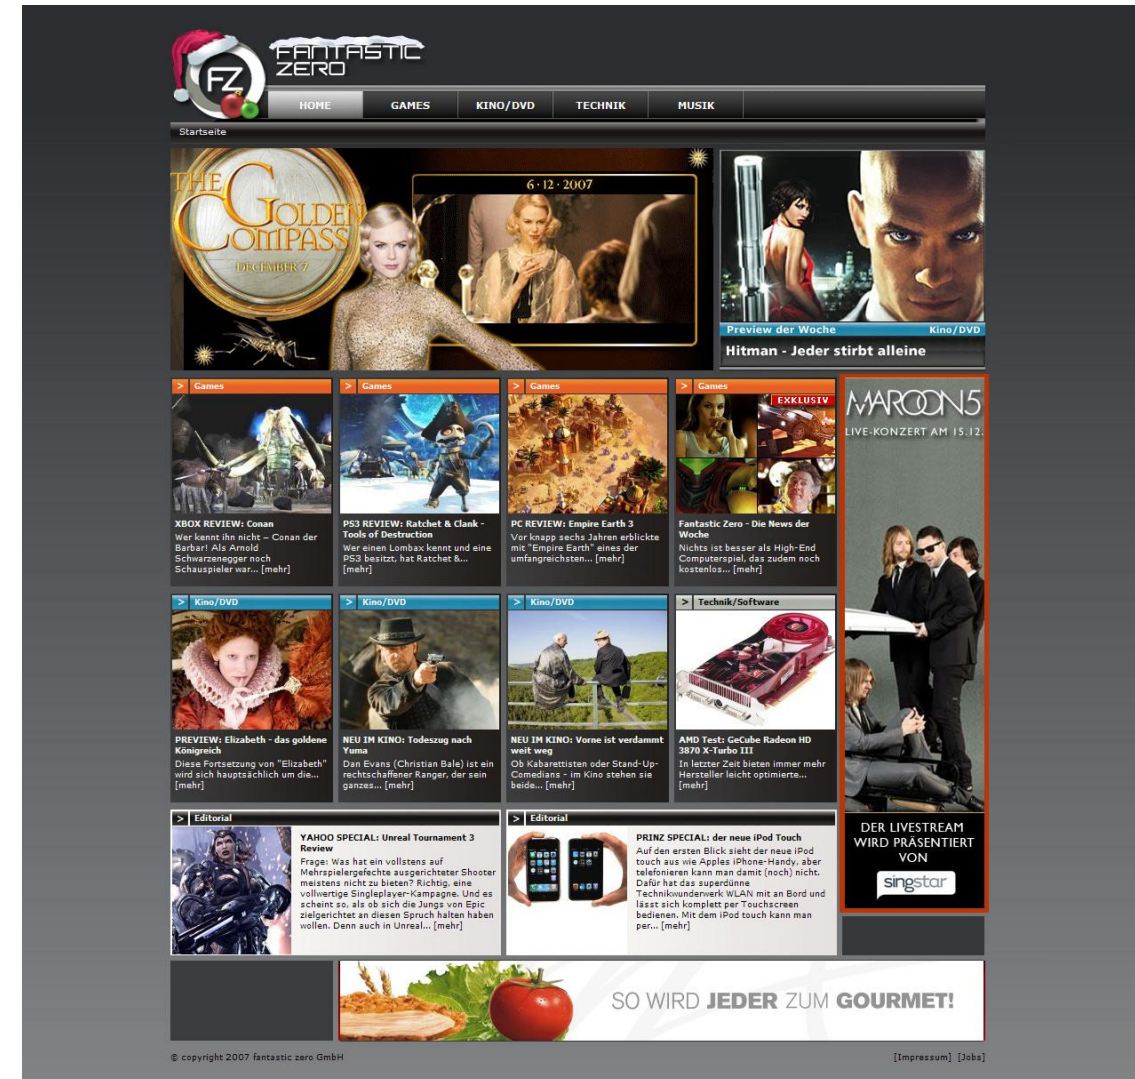 FZ
FANTASTIC
ZERO
HOME GAMES KINO/DVD TECHNIK MUSIK
Startseite
THE
GOLDEN
COMPASS
DECEMBER 7
6·12·2007
Preview der Woche Kino/DVD
Hitman - Jeder stirbt alleine
> Games
XBOX REVIEW: Conan
Wer kennt ihn nicht – Conan der
Barbar! Als Arnold
Schwarzenegger noch
Schauspieler war... [mehr]
> Games
PS3 REVIEW: Ratchet & Clank -
Tools of Destruction
Wer einen Lombax kennt und eine
PS3 besitzt, hat Ratchet &...
[mehr]
> Games
PC REVIEW: Empire Earth 3
Vor knapp sechs Jahren erblickte
mit "Empire Earth" eines der
umfangreichsten... [mehr]
> Games
EXKLUSIV
Fantastic Zero - Die News der
Woche
Nichts ist besser als High-End
Computerspiel, das zudem noch
kostenlos... [mehr]
MAROON5
LIVE-KONZERT AM 15.12.
> Kino/DVD
PREVIEW: Elizabeth - das goldene
Königreich
Diese Fortsetzung von "Elizabeth"
wird sich hauptsächlich um die...
[mehr]
> Kino/DVD
NEU IM KINO: Todeszug nach
Yuma
Dan Evans (Christian Bale) ist ein
rechtschaffener Ranger, der sein
ganzes... [mehr]
> Kino/DVD
NEU IM KINO: Vorne ist verdammt
weit weg
Ob Kabarettisten oder Stand-Up-
Comedians - im Kino stehen sie
beide... [mehr]
> Technik/Software
AMD Test: GeCube Radeon HD
3870 X-Turbo III
In letzter Zeit bieten immer mehr
Hersteller leicht optimierte...
[mehr]
> Editorial
YAHOO SPECIAL: Unreal Tournament 3
Review
Frage: Was hat ein vollstens auf
Mehrspielergefechte ausgerichteter Shooter
meistens nicht zu bieten? Richtig, eine
vollwertige Singleplayer-Kampagne. Und es
scheint so, als ob sich die Jungs von Epic
zielgerichtet an diesen Spruch halten haben
wollen. Denn auch in Unreal... [mehr]
> Editorial
PRINZ SPECIAL: der neue iPod Touch
Auf den ersten Blick sieht der neue iPod
touch aus wie Apples iPhone-Handy, aber
telefonieren kann man damit (noch) nicht.
Dafür hat das superdünne
Technikwunderwerk WLAN mit an Bord und
lässt sich komplett per Touchscreen
bedienen. Mit dem iPod touch kann man
per... [mehr]
DER LIVESTREAM
WIRD PRÄSENTIERT
VON
singstar
SO WIRD JEDER ZUM GOURMET!
© copyright 2007 fantastic zero GmbH
[Impressum] [Jobs]